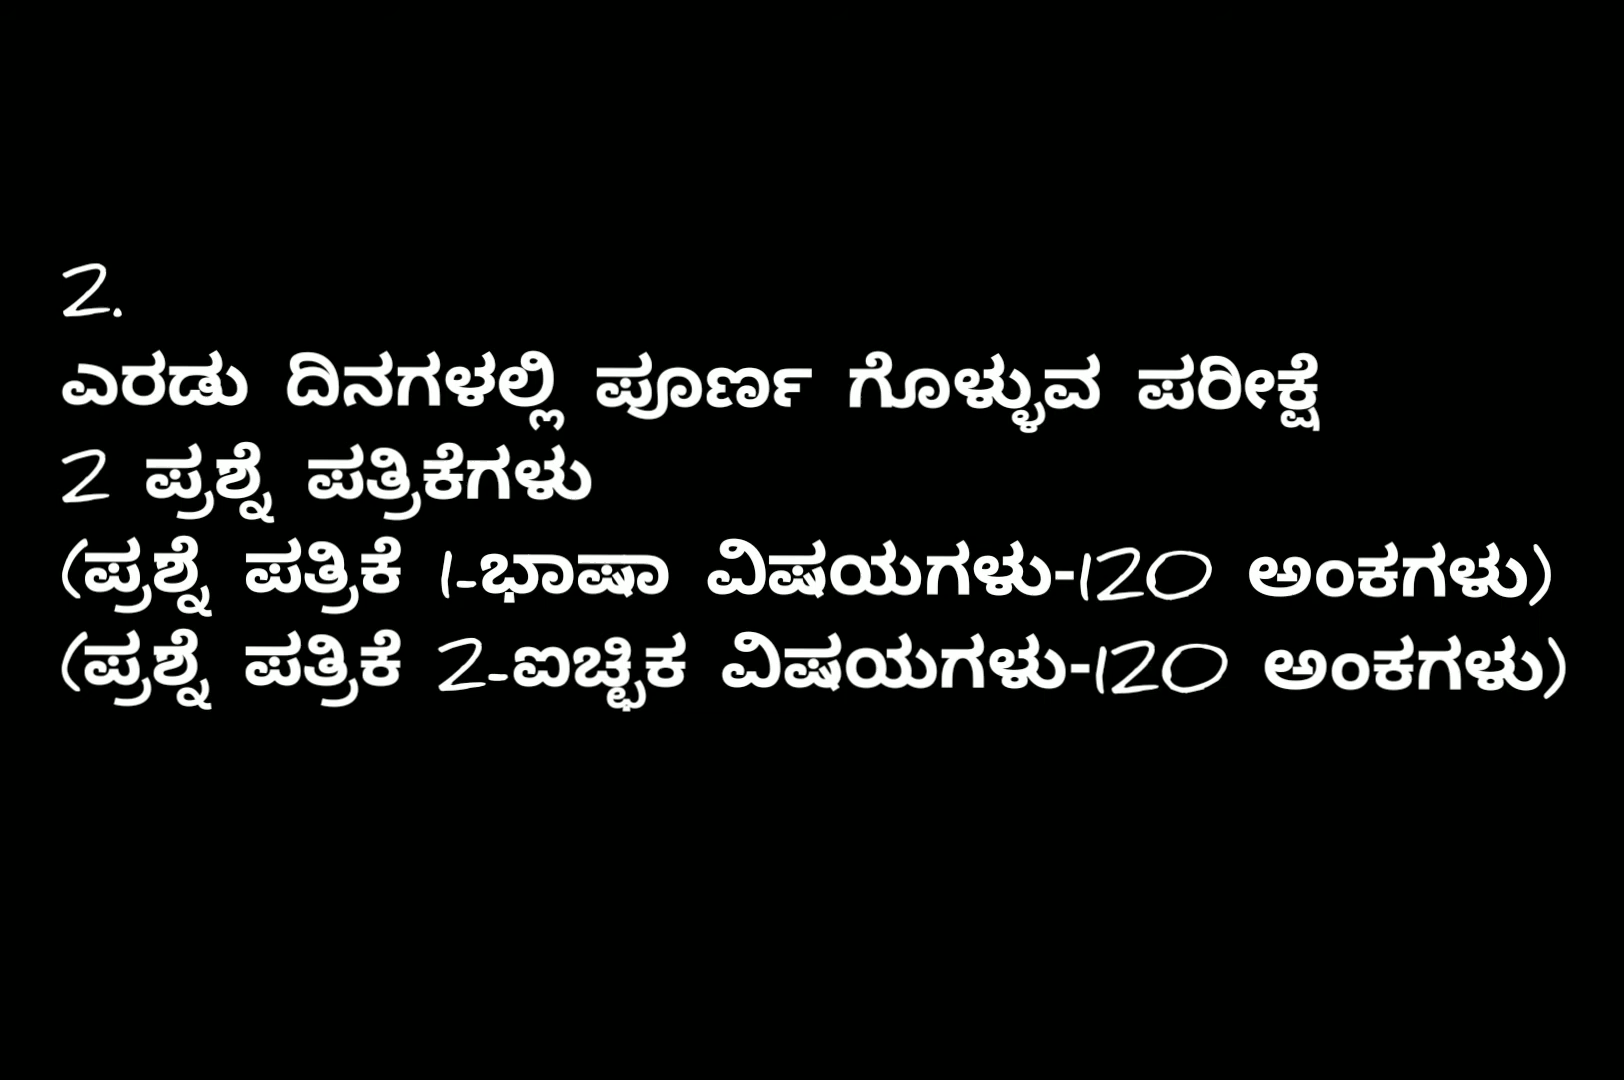 2.
ಎರಡು ದಿನಗಳಲ್ಲಿ ಪೂರ್ಣ ಗೊಳ್ಳುವ ಪರೀಕ್ಷೆ
2 ಪ್ರಶ್ನೆ ಪತ್ರಿಕೆಗಳು
(ಪ್ರಶ್ನೆ ಪತ್ರಿಕೆ 1-ಭಾಷಾ ವಿಷಯಗಳು-120 ಅಂಕಗಳು)
(ಪ್ರಶ್ನೆ ಪತ್ರಿಕೆ 2-ಐಚ್ಛಿಕ ವಿಷಯಗಳು-120 ಅಂಕಗಳು)